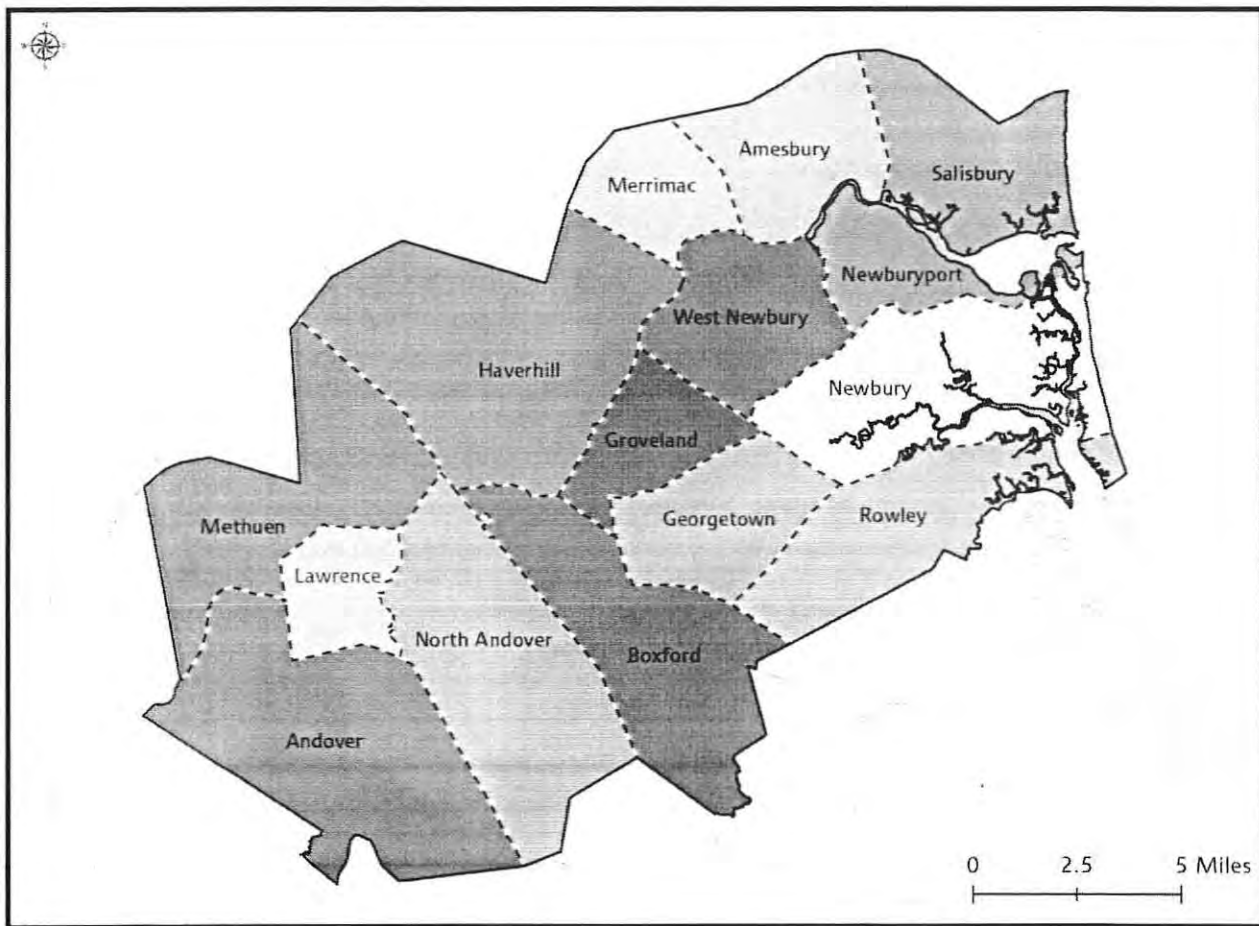 N
Amesbury
Salisbury
Merrimac
Newburyport
West Newbury
Haverhill
Newbury
Groveland
Georgetown
Rowley
Methuen
Lawrence
North Andover
Boxford
Andover
0 2.5 5 Miles